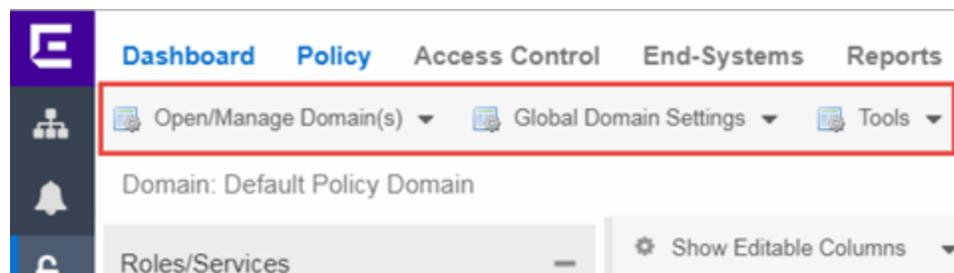 Dashboard Policy Access Control End-Systems Reports
Open/Manage Domain(s) Global Domain Settings Tools
Domain: Default Policy Domain
Show Editable Columns
Roles/Services